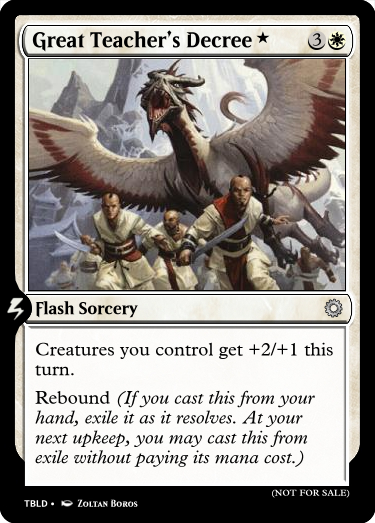 Great Teacher's Decree★ 3
Flash Sorcery
Creatures you control get +2/+1 this
turn.
Rebound (If you cast this from your
hand, exile it as it resolves. At your
next upkeep, you may cast this from
exile without paying its mana cost.)
(NOT FOR SALE)
TBLD • Zoltan Boros